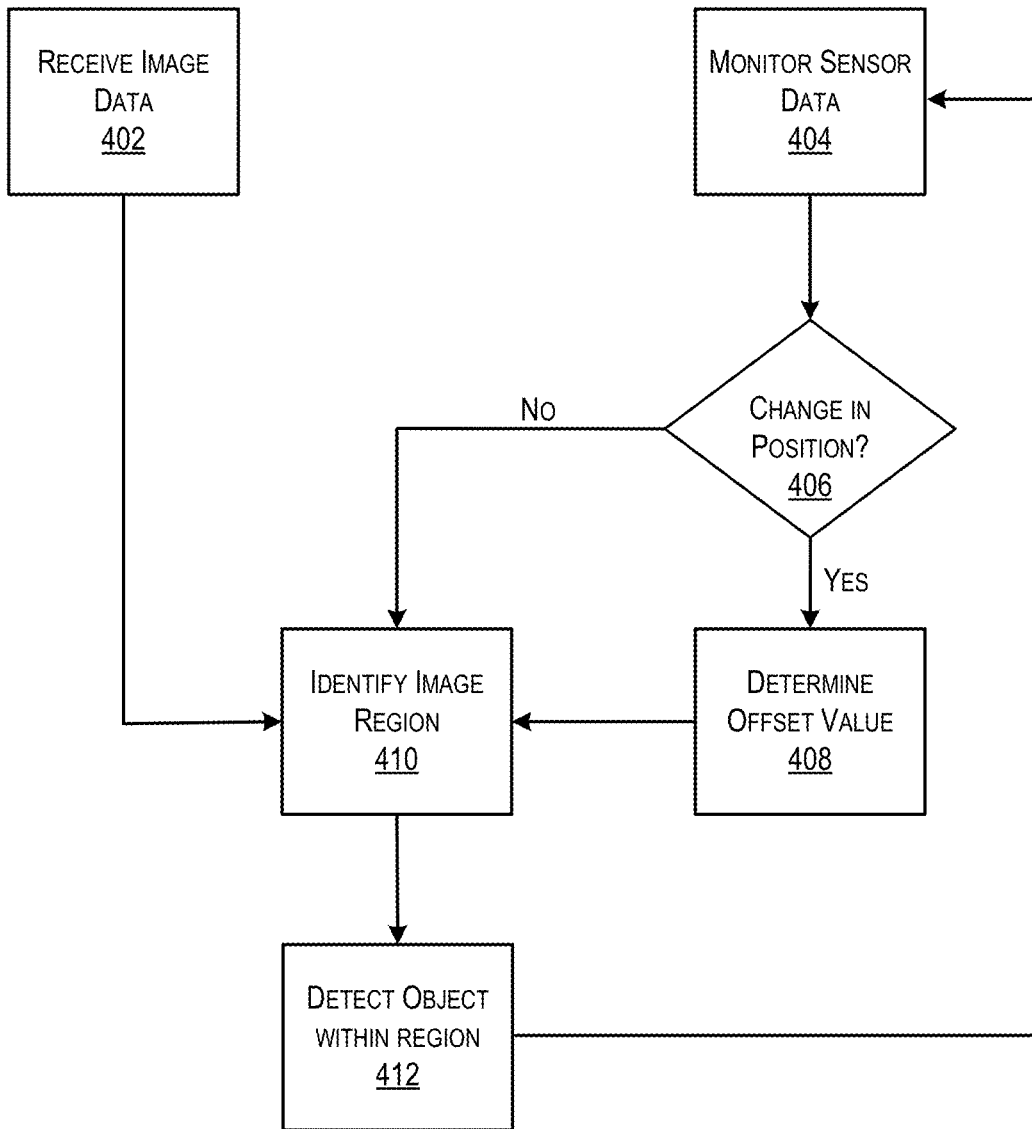 RECEIVE IMAGE
DATA
402
MONITOR SENSOR
DATA
404
CHANGE IN
POSITION?
406
NO
YES
IDENTIFY IMAGE
REGION
410
DETERMINE
OFFSET VALUE
408
DETECT OBJECT
WITHIN REGION
412